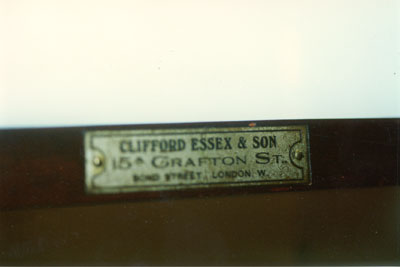 CLIFFORD ESSEX & SON
15A GRAFTON ST.
BOND STREET, LONDON W.